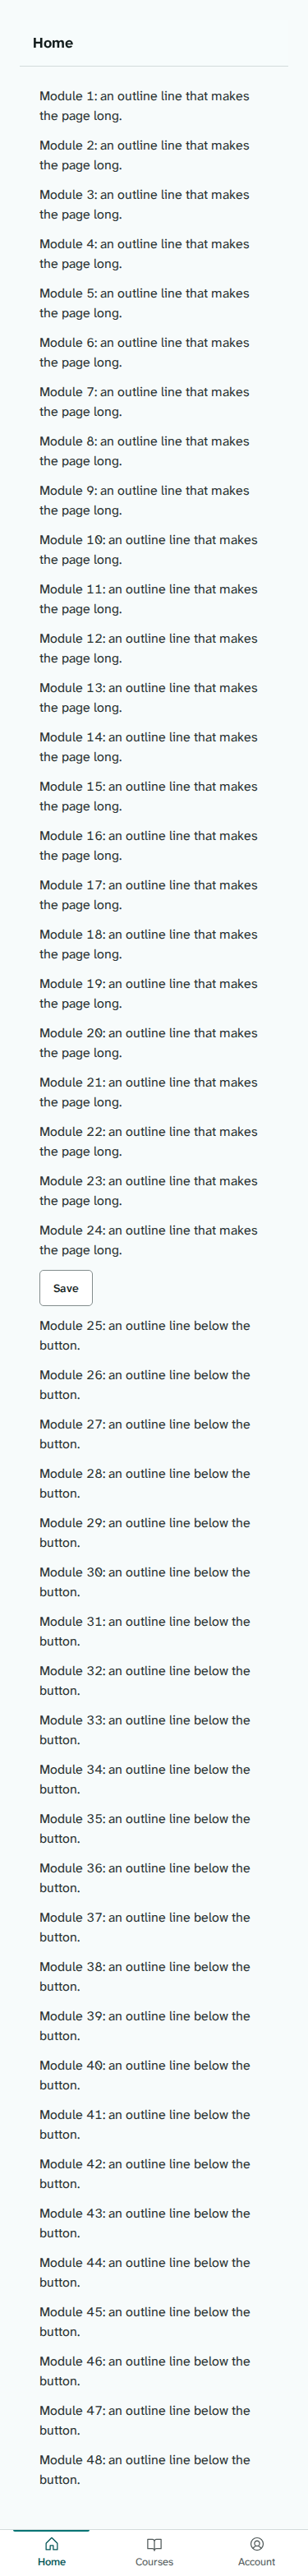 Home
Module 1: an outline line that makes
the page long.
Module 2: an outline line that makes
the page long.
Module 3: an outline line that makes
the page long.
Module 4: an outline line that makes
the page long.
Module 5: an outline line that makes
the page long.
Module 6: an outline line that makes
the page long.
Module 7: an outline line that makes
the page long.
Module 8: an outline line that makes
the page long.
Module 9: an outline line that makes
the page long.
Module 10: an outline line that makes
the page long.
Module 11: an outline line that makes
the page long.
Module 12: an outline line that makes
the page long.
Module 13: an outline line that makes
the page long.
Module 14: an outline line that makes
the page long.
Module 15: an outline line that makes
the page long.
Module 16: an outline line that makes
the page long.
Module 17: an outline line that makes
the page long.
Module 18: an outline line that makes
the page long.
Module 19: an outline line that makes
the page long.
Module 20: an outline line that makes
the page long.
Module 21: an outline line that makes
the page long.
Module 22: an outline line that makes
the page long.
Module 23: an outline line that makes
the page long.
Module 24: an outline line that makes
the page long.
Save
Module 25: an outline line below the
button.
Module 26: an outline line below the
button.
Module 27: an outline line below the
button.
Module 28: an outline line below the
button.
Module 29: an outline line below the
button.
Module 30: an outline line below the
button.
Module 31: an outline line below the
button.
Module 32: an outline line below the
button.
Module 33: an outline line below the
button.
Module 34: an outline line below the
button.
Module 35: an outline line below the
button.
Module 36: an outline line below the
button.
Module 37: an outline line below the
button.
Module 38: an outline line below the
button.
Module 39: an outline line below the
button.
Module 40: an outline line below the
button.
Module 41: an outline line below the
button.
Module 42: an outline line below the
button.
Module 43: an outline line below the
button.
Module 44: an outline line below the
button.
Module 45: an outline line below the
button.
Module 46: an outline line below the
button.
Module 47: an outline line below the
button.
Module 48: an outline line below the
button.
Home
Courses
Account